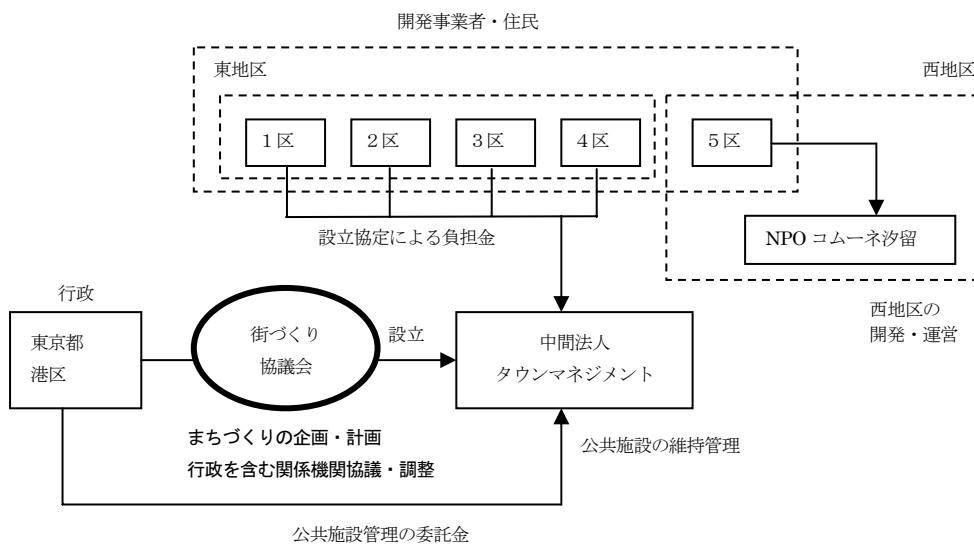 開発事業者・住民
東地区
西地区
1区
2区
3区
4区
5区
設立協定による負担金
NPO コムーネ汐留
行政
西地区の
開発・運営
東京都
港区
街づくり
協議会
設立
中間法人
タウンマネジメント
まちづくりの企画・計画
行政を含む関係機関協議・調整
公共施設の維持管理
公共施設管理の委託金